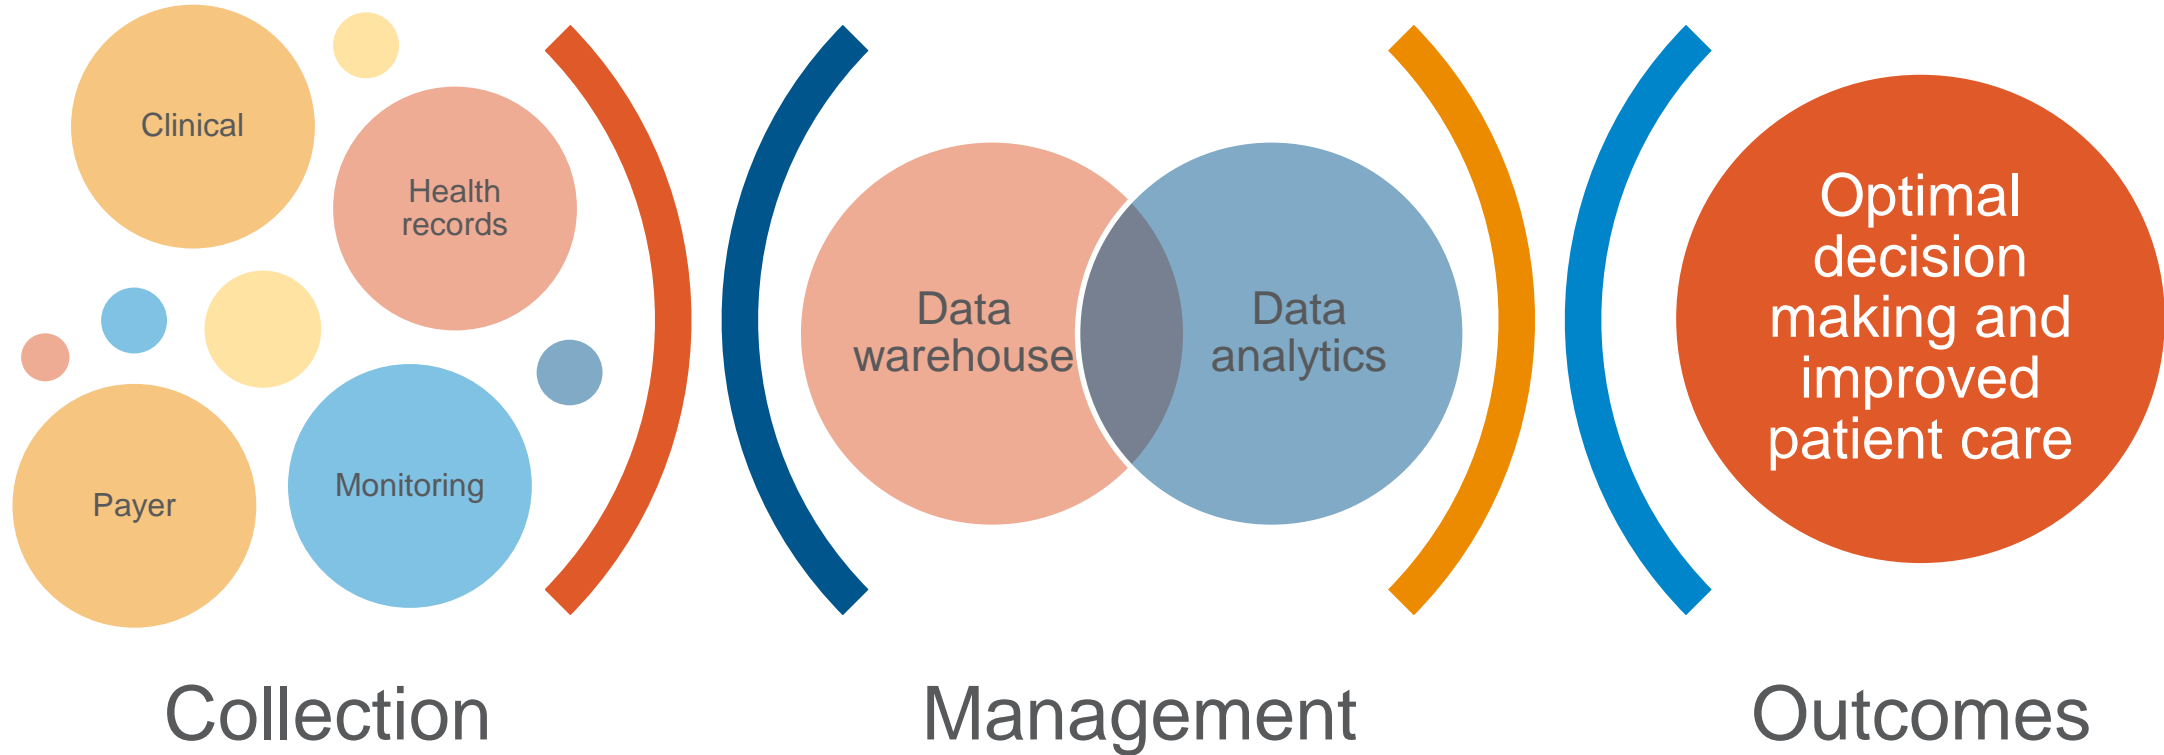 Clinical
Health
records
Payer
Monitoring
Collection
Data
warehouse
Data
analytics
Management
Optimal
decision
making and
improved
patient care
Outcomes